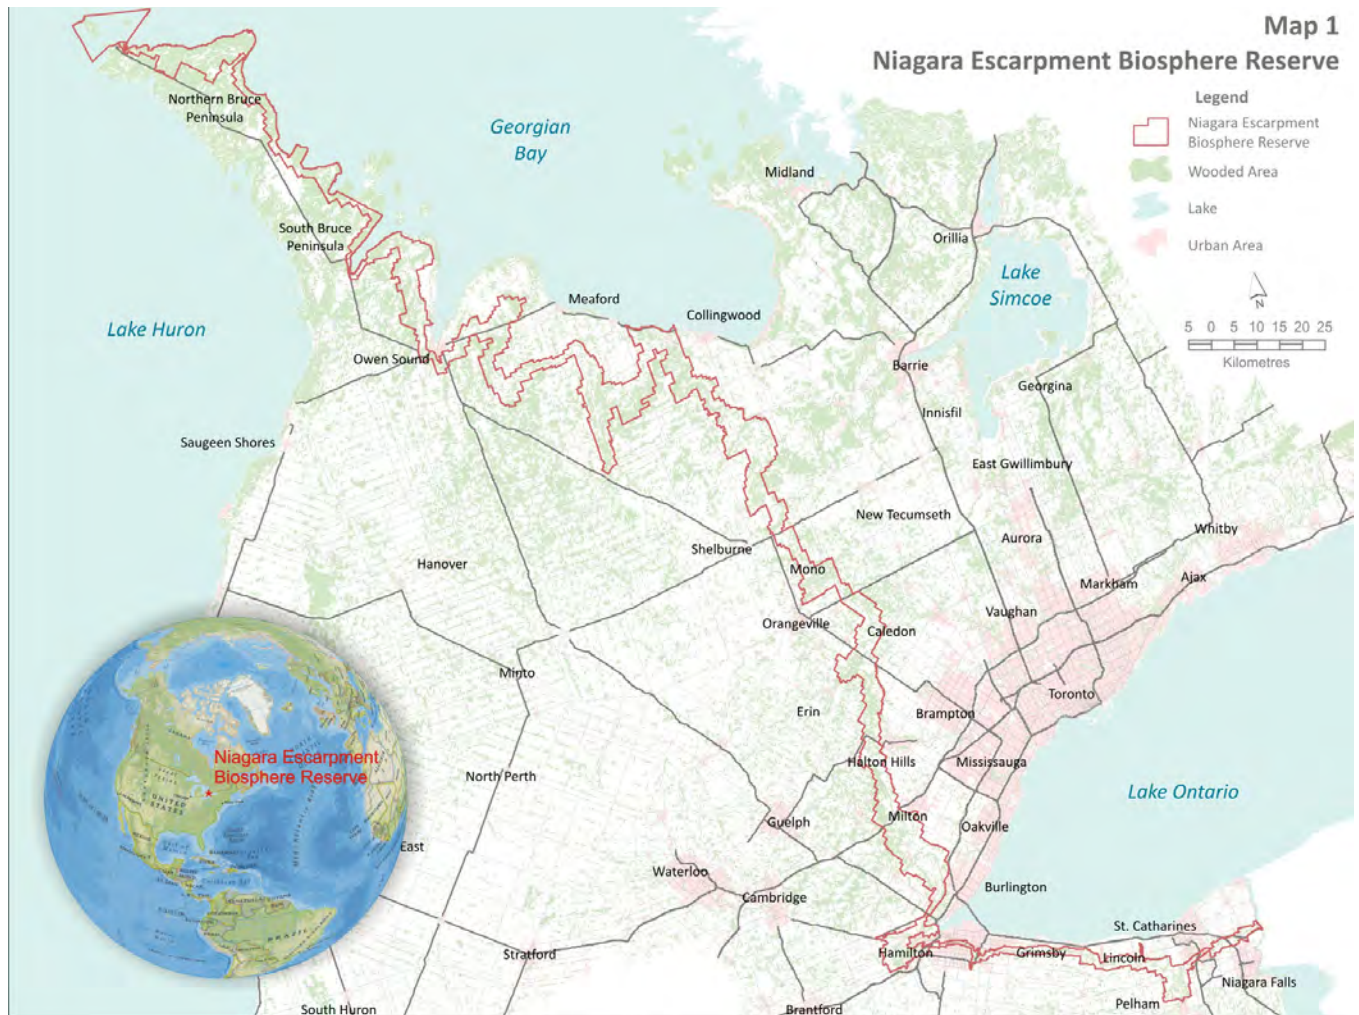 Map 1
Niagara Escarpment Biosphere Reserve
Legend
Niagara Escarpment
Biosphere Reserve
Wooded Area
Lake
Urban Area
N
5 0 5 10 15 20 25
Kilometres
Northern Bruce
Peninsula
Georgian
Bay
Midland
South Bruce
Peninsula
Orillia
Lake
Simcoe
Lake Huron
Meaford
Collingwood
Owen Sound
Barrie
Georgina
Innisfil
Saugeen Shores
East Gwillimbury
New Tecumseth
Whitby
Aurora
Shelburne
Hanover
Mono
Markham
Ajax
Vaughan
Orangeville
Caledon
Minto
Toronto
Erin
Brampton
Niagara Escarpment
Biosphere Reserve
Halton Hills
Mississauga
North Perth
Lake Ontario
UNITED
STATES
Guelph
Milton
Oakville
East
Waterloo
Cambridge
Burlington
St. Catharines
Stratford
Hamilton
Grimsby
Lincoln
BRAZIL
Niagara Falls
South Huron
Brantford
Pelham